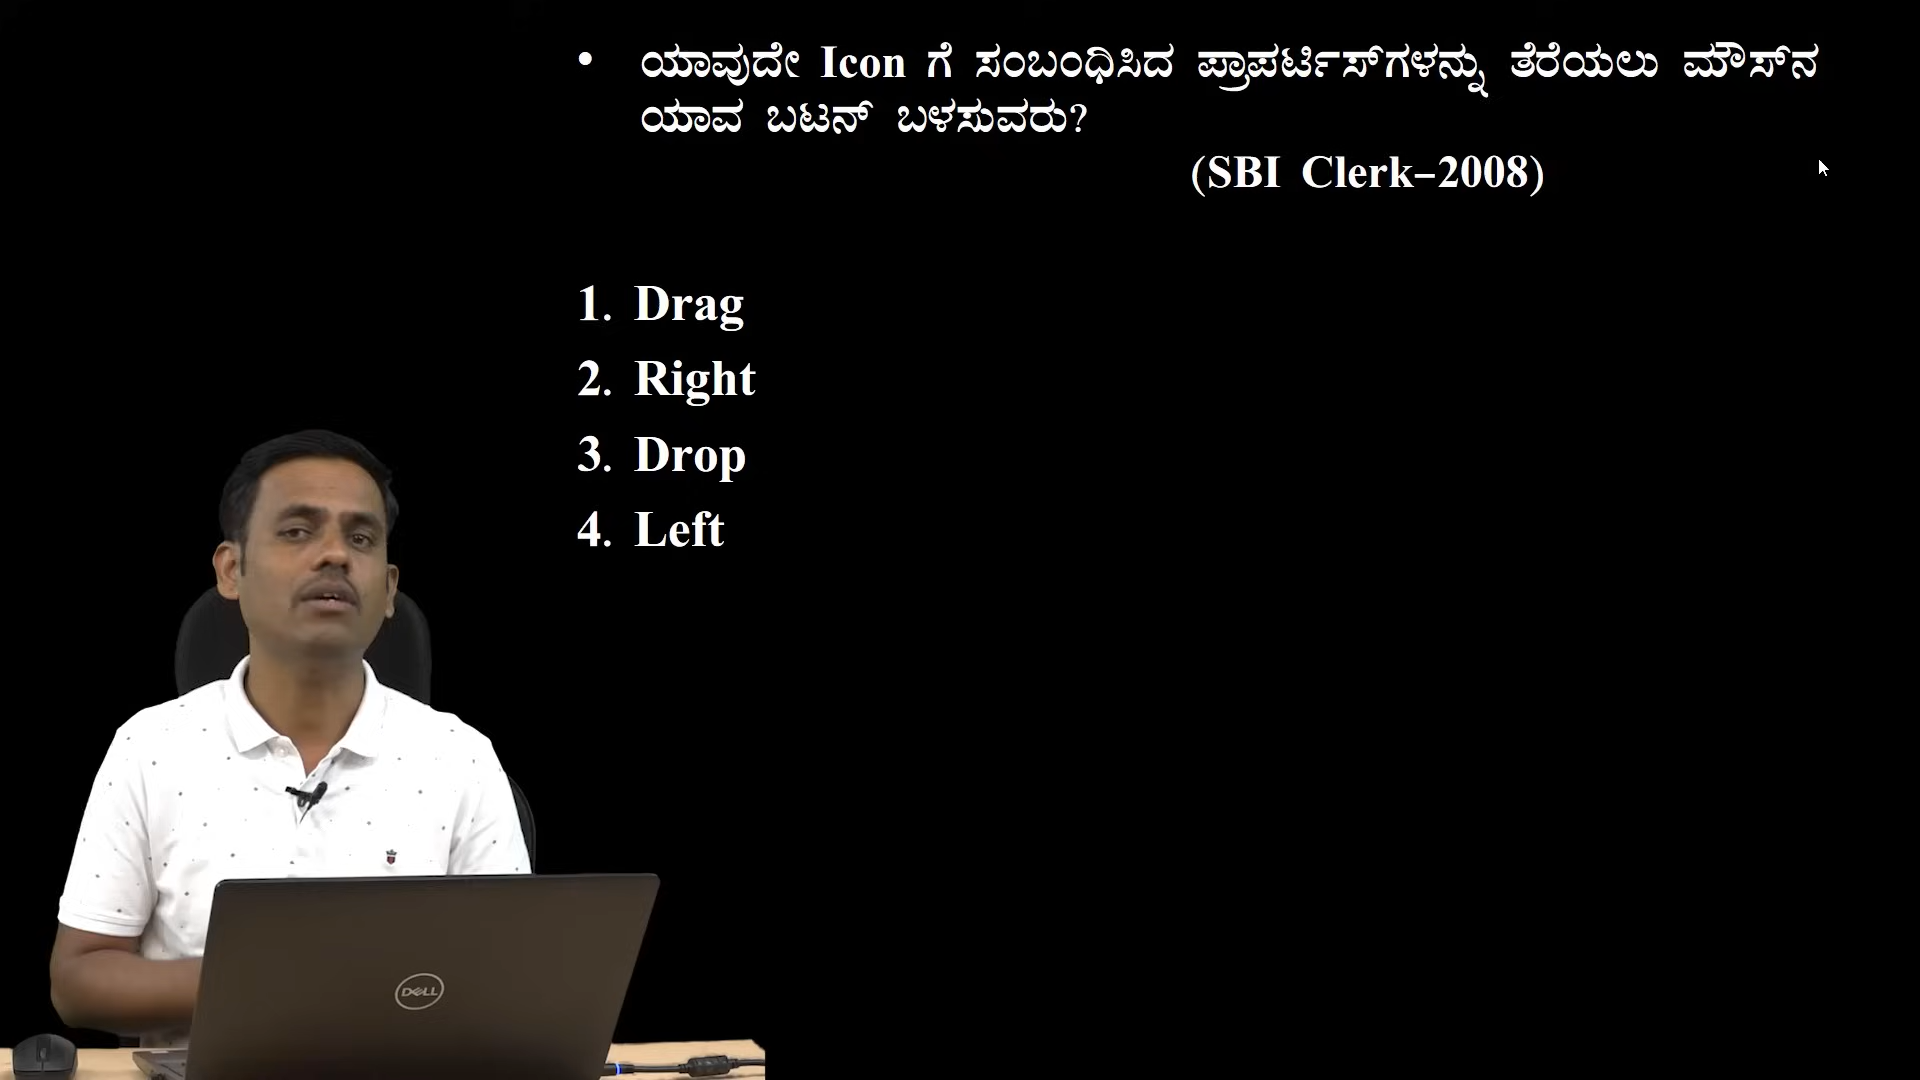 • ಯಾವುದೇ Icon ಗೆ ಸಂಬಂಧಿಸಿದ ಪ್ರಾಪರ್ಟಿಸ್‌ಗಳನ್ನು ತೆರೆಯಲು ಮೌಸ್‌ನ
ಯಾವ ಬಟನ್ ಬಳಸುವರು?
(SBI Clerk–2008)
1. Drag
2. Right
3. Drop
4. Left
DELL